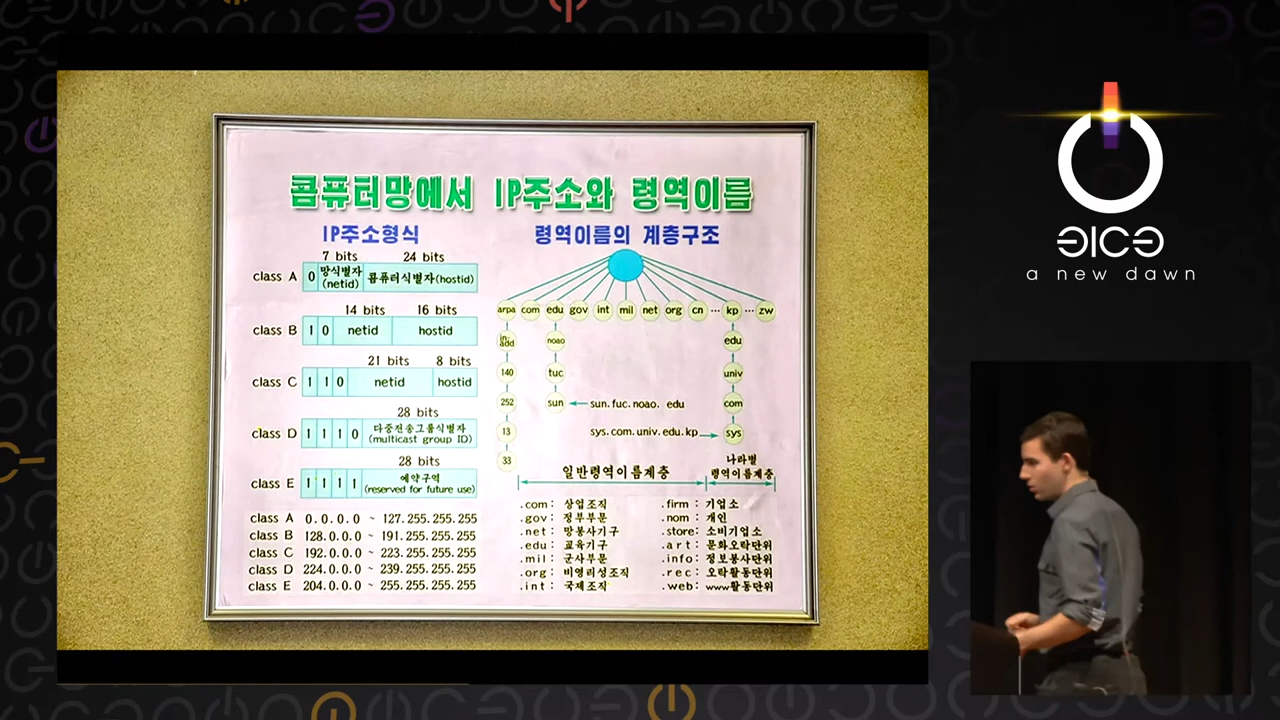 콤퓨터망에서 IP주소와 령역이름
IP주소형식
7 bits 24 bits
class A 0 망식별자 (netid) 콤퓨터식별자(hostid)
14 bits 16 bits
class B 1 0 netid hostid
21 bits 8 bits
class C 1 1 0 netid hostid
28 bits
class D 1 1 1 0 다중전송그룹식별자 (multicast group ID)
28 bits
class E 1 1 1 1 예약구역 (reserved for future use)
class A 0.0.0.0 ~ 127.255.255.255
class B 128.0.0.0 ~ 191.255.255.255
class C 192.0.0.0 ~ 223.255.255.255
class D 224.0.0.0 ~ 239.255.255.255
class E 204.0.0.0 ~ 255.255.255.255
령역이름의 계층구조
arpa com edu gov int mil net org cn ··· kp ··· zw
in-add noao edu
140 tuc univ
252 sun ← sun.fuc.noao. edu com
13 sys.com.univ.edu.kp → sys
33
일반령역이름계층
나라별
령역이름계층
.com: 상업조직 .firm: 기업소
.gov: 정부부문 .nom: 개인
.net: 망봉사기구 .store: 소비기업소
.edu: 교육기구 .art: 문화오락단위
.mil: 군사부문 .info: 정보봉사단위
.org: 비영리성조직 .rec: 오락활동단위
.int: 국제조직 .web: www활동단위
a new dawn